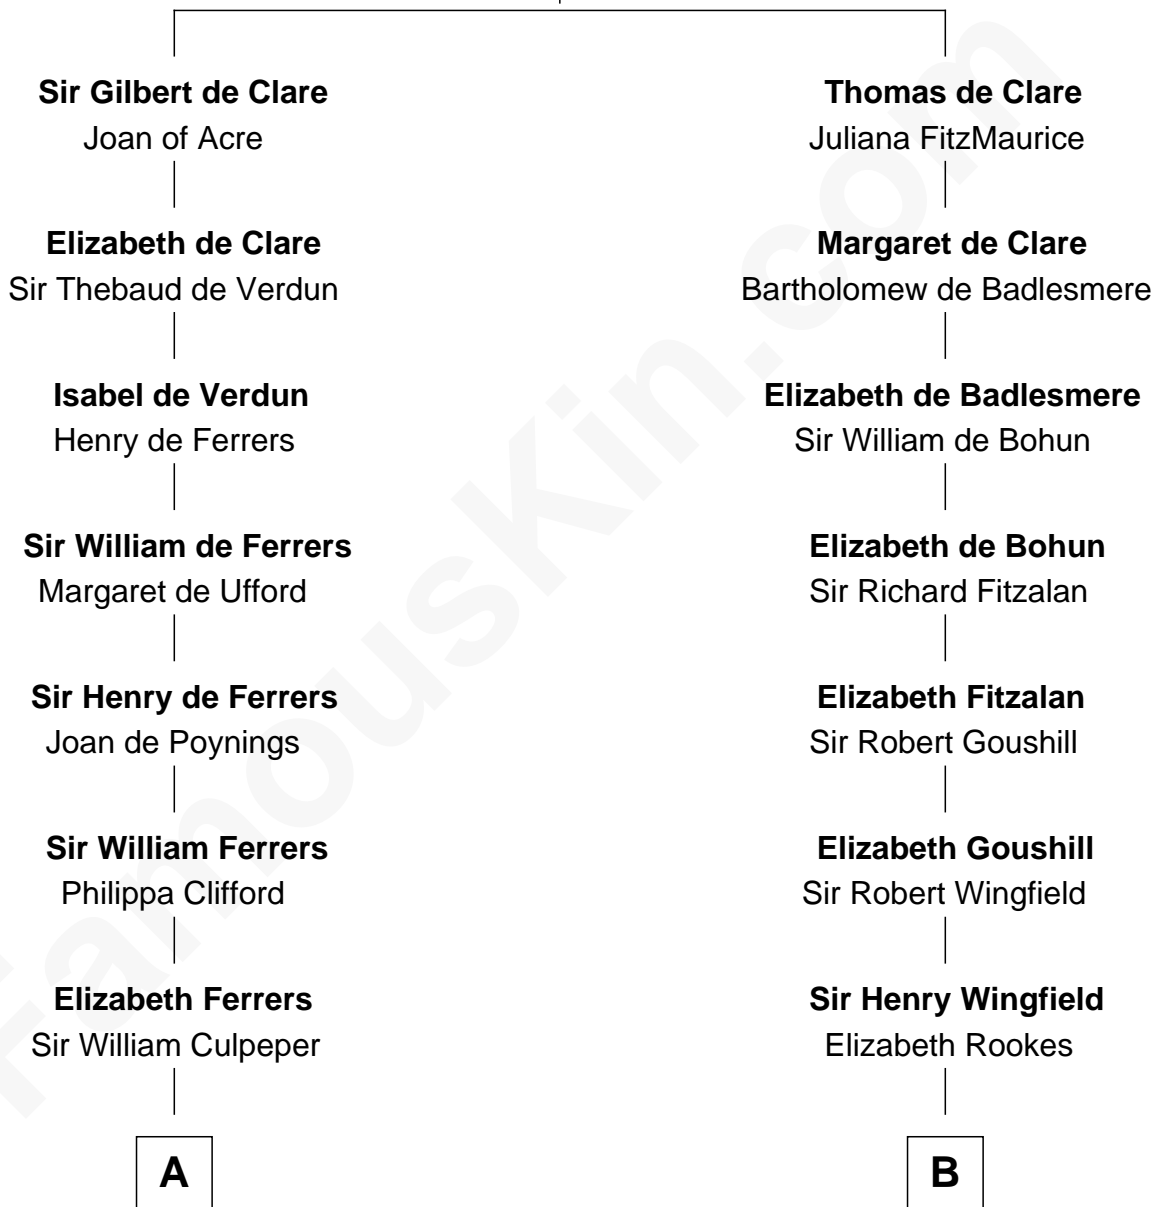 Sir Gilbert de Clare
Joan of Acre
Elizabeth de Clare
Sir Thebaud de Verdun
Isabel de Verdun
Henry de Ferrers
Sir William de Ferrers
Margaret de Ufford
Sir Henry de Ferrers
Joan de Poynings
Sir William Ferrers
Philippa Clifford
Elizabeth Ferrers
Sir William Culpeper
A
Thomas de Clare
Juliana FitzMaurice
Margaret de Clare
Bartholomew de Badlesmere
Elizabeth de Badlesmere
Sir William de Bohun
Elizabeth de Bohun
Sir Richard Fitzalan
Elizabeth Fitzalan
Sir Robert Goushill
Elizabeth Goushill
Sir Robert Wingfield
Sir Henry Wingfield
Elizabeth Rookes
B
FamousKin.com